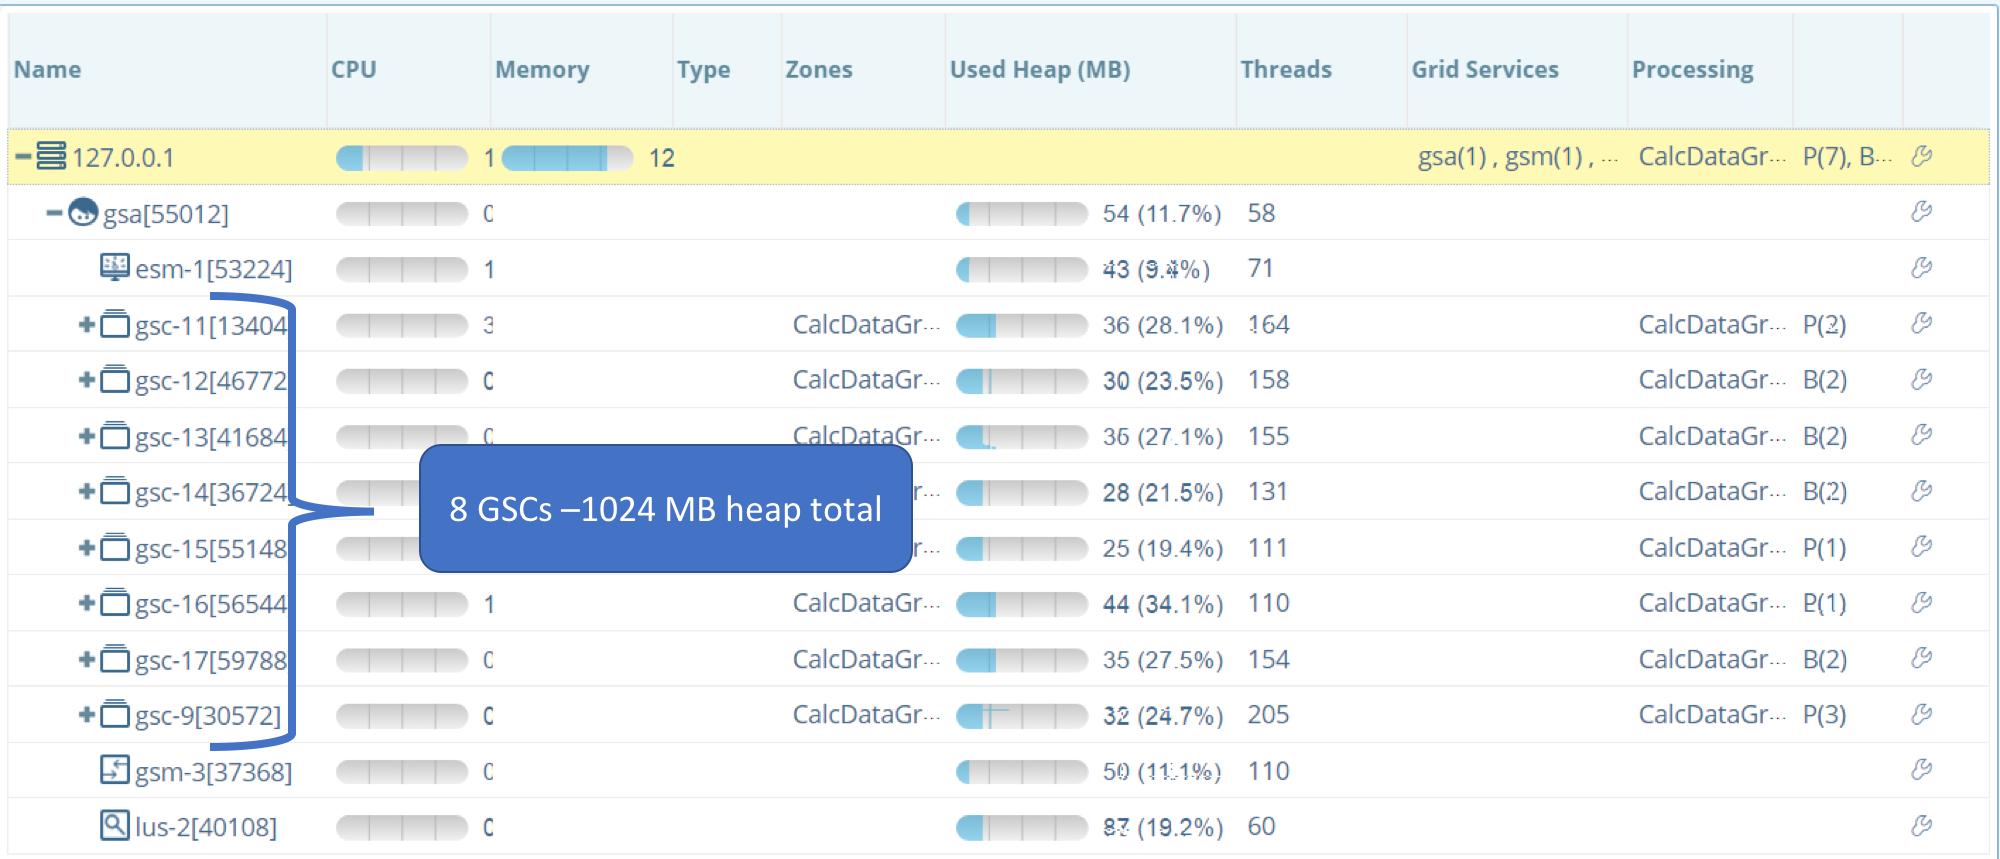 Name CPU Memory Type Zones Used Heap (MB) Threads Grid Services Processing
127.0.0.1 1 12 gsa(1) , gsm(1) , ... CalcDataGr... P(7), B...
gsa[55012] 0 54 (11.7%) 58
esm-1[53224] 1 43 (9.4%) 71
gsc-11[13404 3 CalcDataGr... 36 (28.1%) 164 CalcDataGr... P(2)
gsc-12[46772 0 CalcDataGr... 30 (23.5%) 158 CalcDataGr... B(2)
gsc-13[41684 0 CalcDataGr... 36 (27.1%) 155 CalcDataGr... B(2)
gsc-14[36724 r... 28 (21.5%) 131 CalcDataGr... B(2)
8 GSCs –1024 MB heap total
gsc-15[55148 r... 25 (19.4%) 111 CalcDataGr... P(1)
gsc-16[56544 1 CalcDataGr... 44 (34.1%) 110 CalcDataGr... P(1)
gsc-17[59788 0 CalcDataGr... 35 (27.5%) 154 CalcDataGr... B(2)
gsc-9[30572] 0 CalcDataGr... 32 (24.7%) 205 CalcDataGr... P(3)
gsm-3[37368] 0 50 (11.1%) 110
lus-2[40108] 0 87 (19.2%) 60